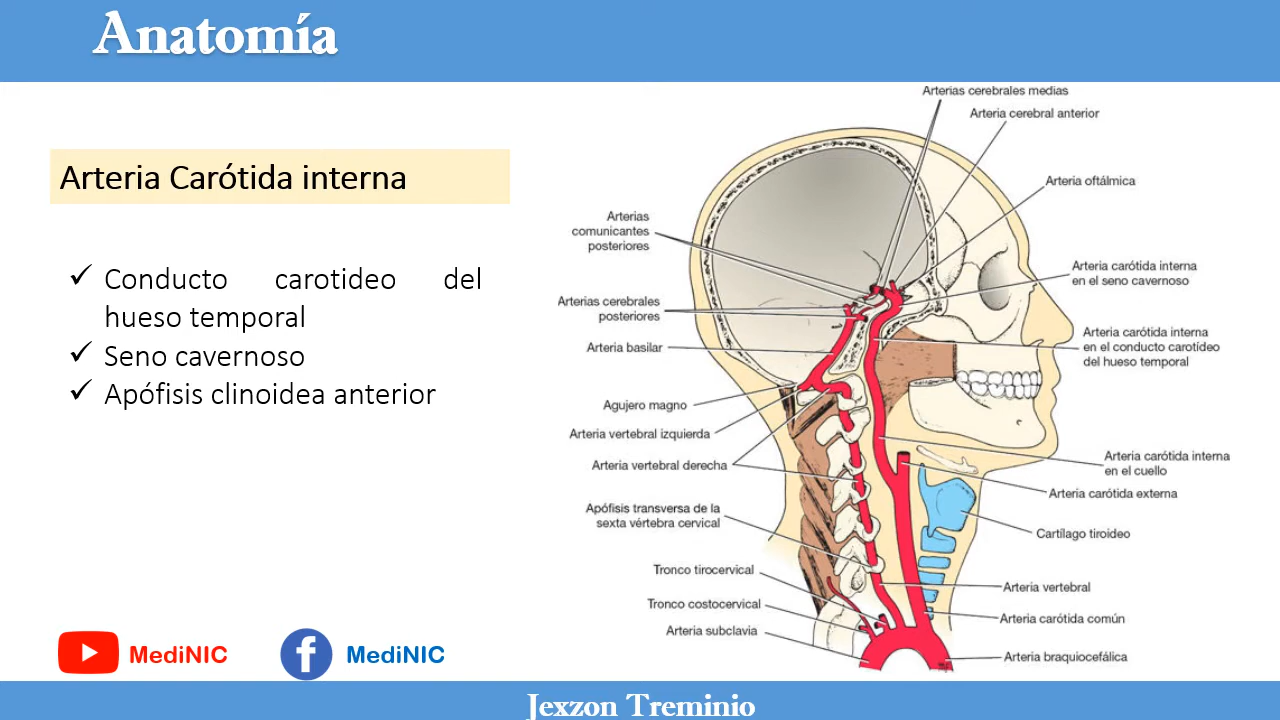 Anatomía
Arteria Carótida interna
Conducto carotideo del
hueso temporal
Seno cavernoso
Apófisis clinoidea anterior
Arterias cerebrales medias
Arteria cerebral anterior
Arteria oftálmica
Arterias
comunicantes
posteriores
Arteria carótida interna
en el seno cavernoso
Arterias cerebrales
posteriores
Arteria carótida interna
en el conducto carotídeo
del hueso temporal
Arteria basilar
Agujero magno
Arteria vertebral izquierda
Arteria vertebral derecha
Arteria carótida interna
en el cuello
Arteria carótida externa
Apófisis transversa de la
sexta vértebra cervical
Cartílago tiroideo
Tronco tirocervical
Arteria vertebral
Tronco costocervical
Arteria carótida común
Arteria subclavia
Arteria braquiocefálica
MediNIC
MediNIC
Jexzon Treminio